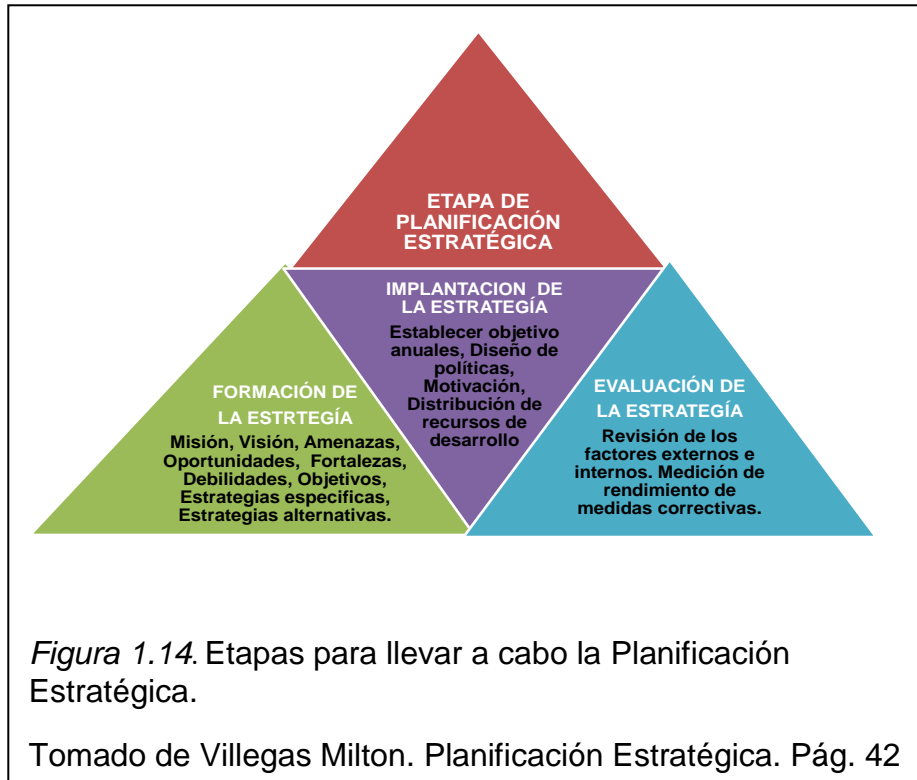 ETAPA DE
PLANIFICACIÓN
ESTRATÉGICA
IMPLANTACION DE
LA ESTRATEGÍA
Establecer objetivo
anuales, Diseño de
políticas,
Motivación,
Distribución de
recursos de
desarrollo
FORMACIÓN DE
LA ESTRTEGÍA
Misión, Visión, Amenazas,
Oportunidades, Fortalezas,
Debilidades, Objetivos,
Estrategias especificas,
Estrategias alternativas.
EVALUACIÓN DE
LA ESTRATEGÍA
Revisión de los
factores externos e
internos. Medición de
rendimiento de
medidas correctivas.
Figura 1.14. Etapas para llevar a cabo la Planificación
Estratégica.
Tomado de Villegas Milton. Planificación Estratégica. Pág. 42